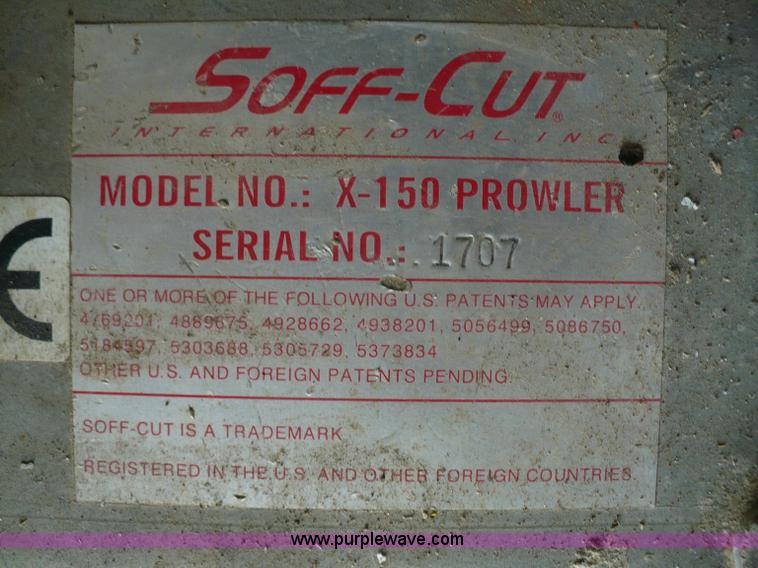 SOFF-CUT®
INTERNATIONAL, INC
MODEL NO.: X-150 PROWLER
SERIAL NO.: 1707
ONE OR MORE OF THE FOLLOWING U.S. PATENTS MAY APPLY.
4769201, 4889675, 4928662, 4938201, 5056499, 5086750,
5184597, 5303688, 5305729, 5373834
OTHER U.S. AND FOREIGN PATENTS PENDING.
SOFF-CUT IS A TRADEMARK
REGISTERED IN THE U.S. AND OTHER FOREIGN COUNTRIES.
E
www.purplewave.com